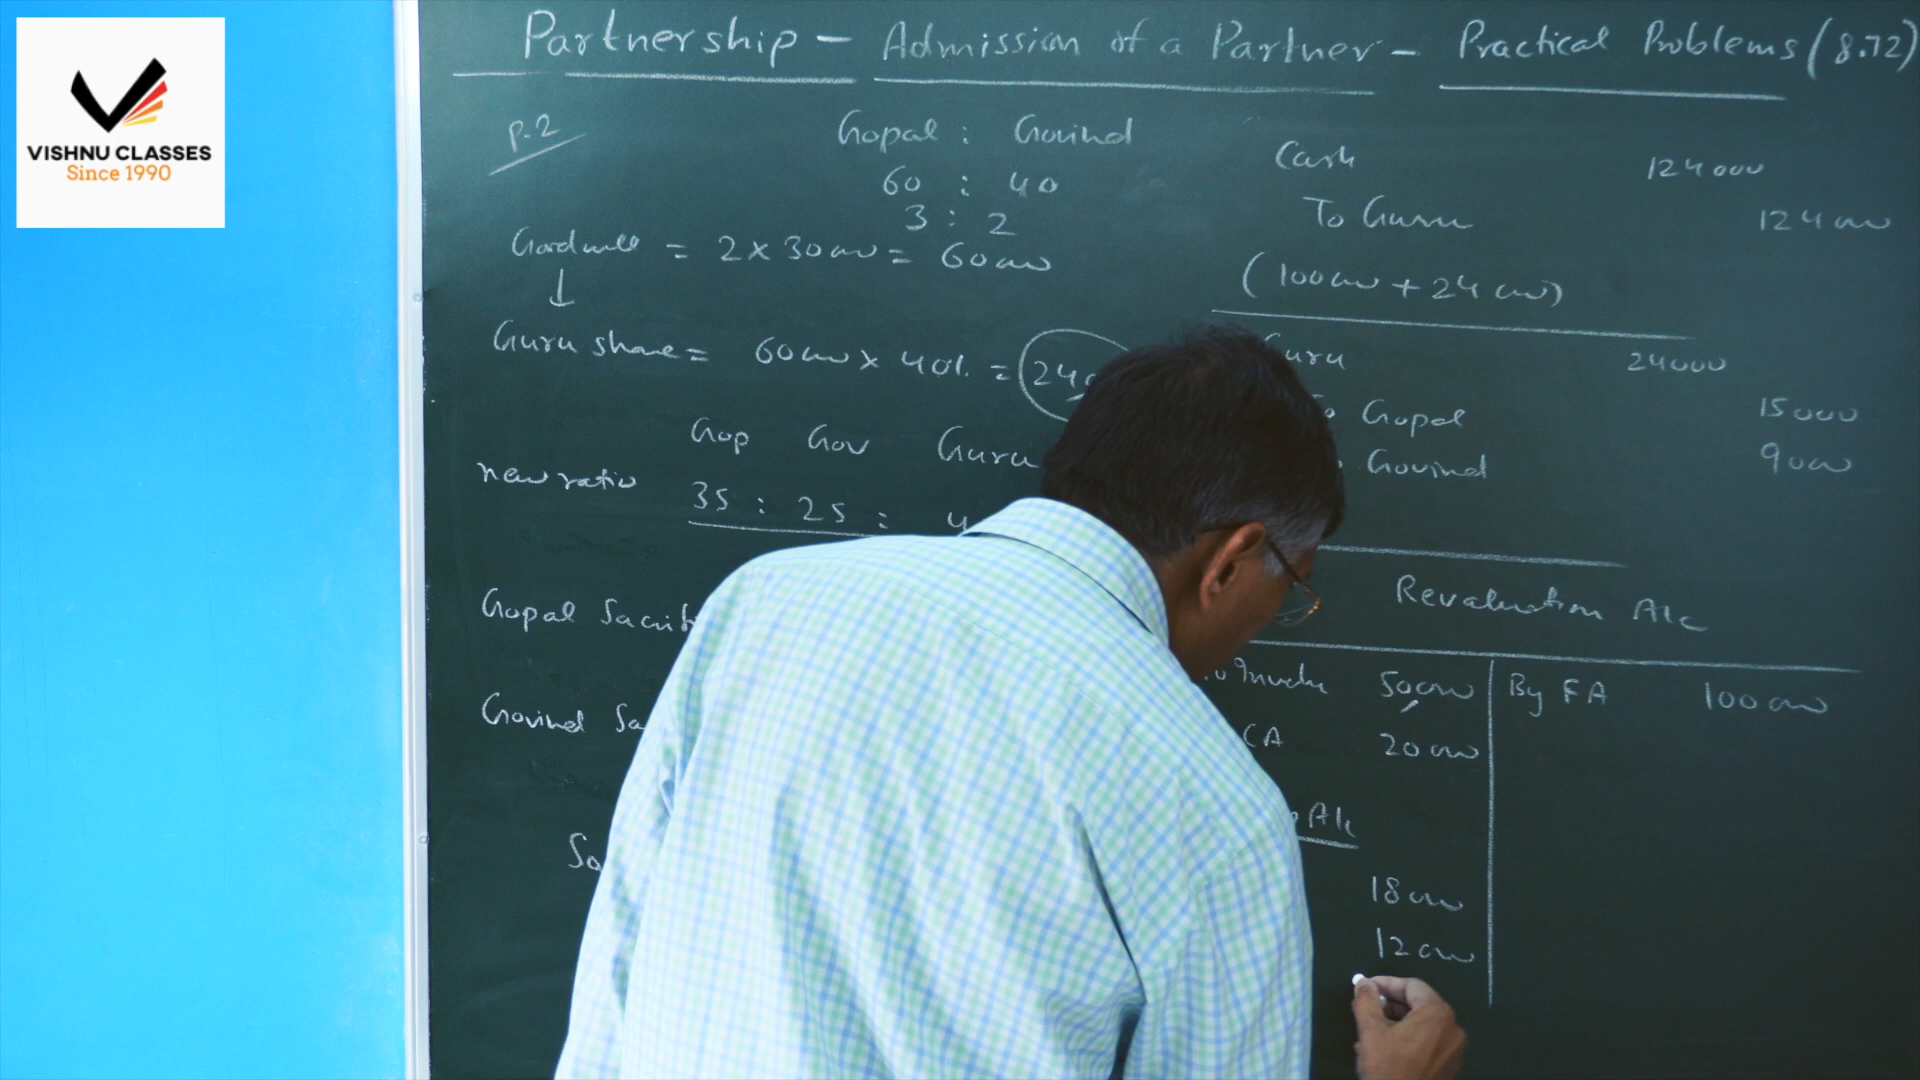 VISHNU CLASSES
Since 1990
Partnership - Admission of a Partner - Practical Problems (8.72)
P.2
Gopal : Govind
60 : 40
3 : 2
Goodwill = 2 x 30000 = 60000
↓
Guru share = 60000 x 40% = 24
Gop Gov Guru
new ratio 35 : 25 :
Gopal
Govind
Cash 124000
To Guru 124000
(100000 + 24000)
Guru 24000
To Gopal 15000
Govind 9000
Revaluation A/c
50000 By FA 100000
CA 20000
A/c
18000
12000